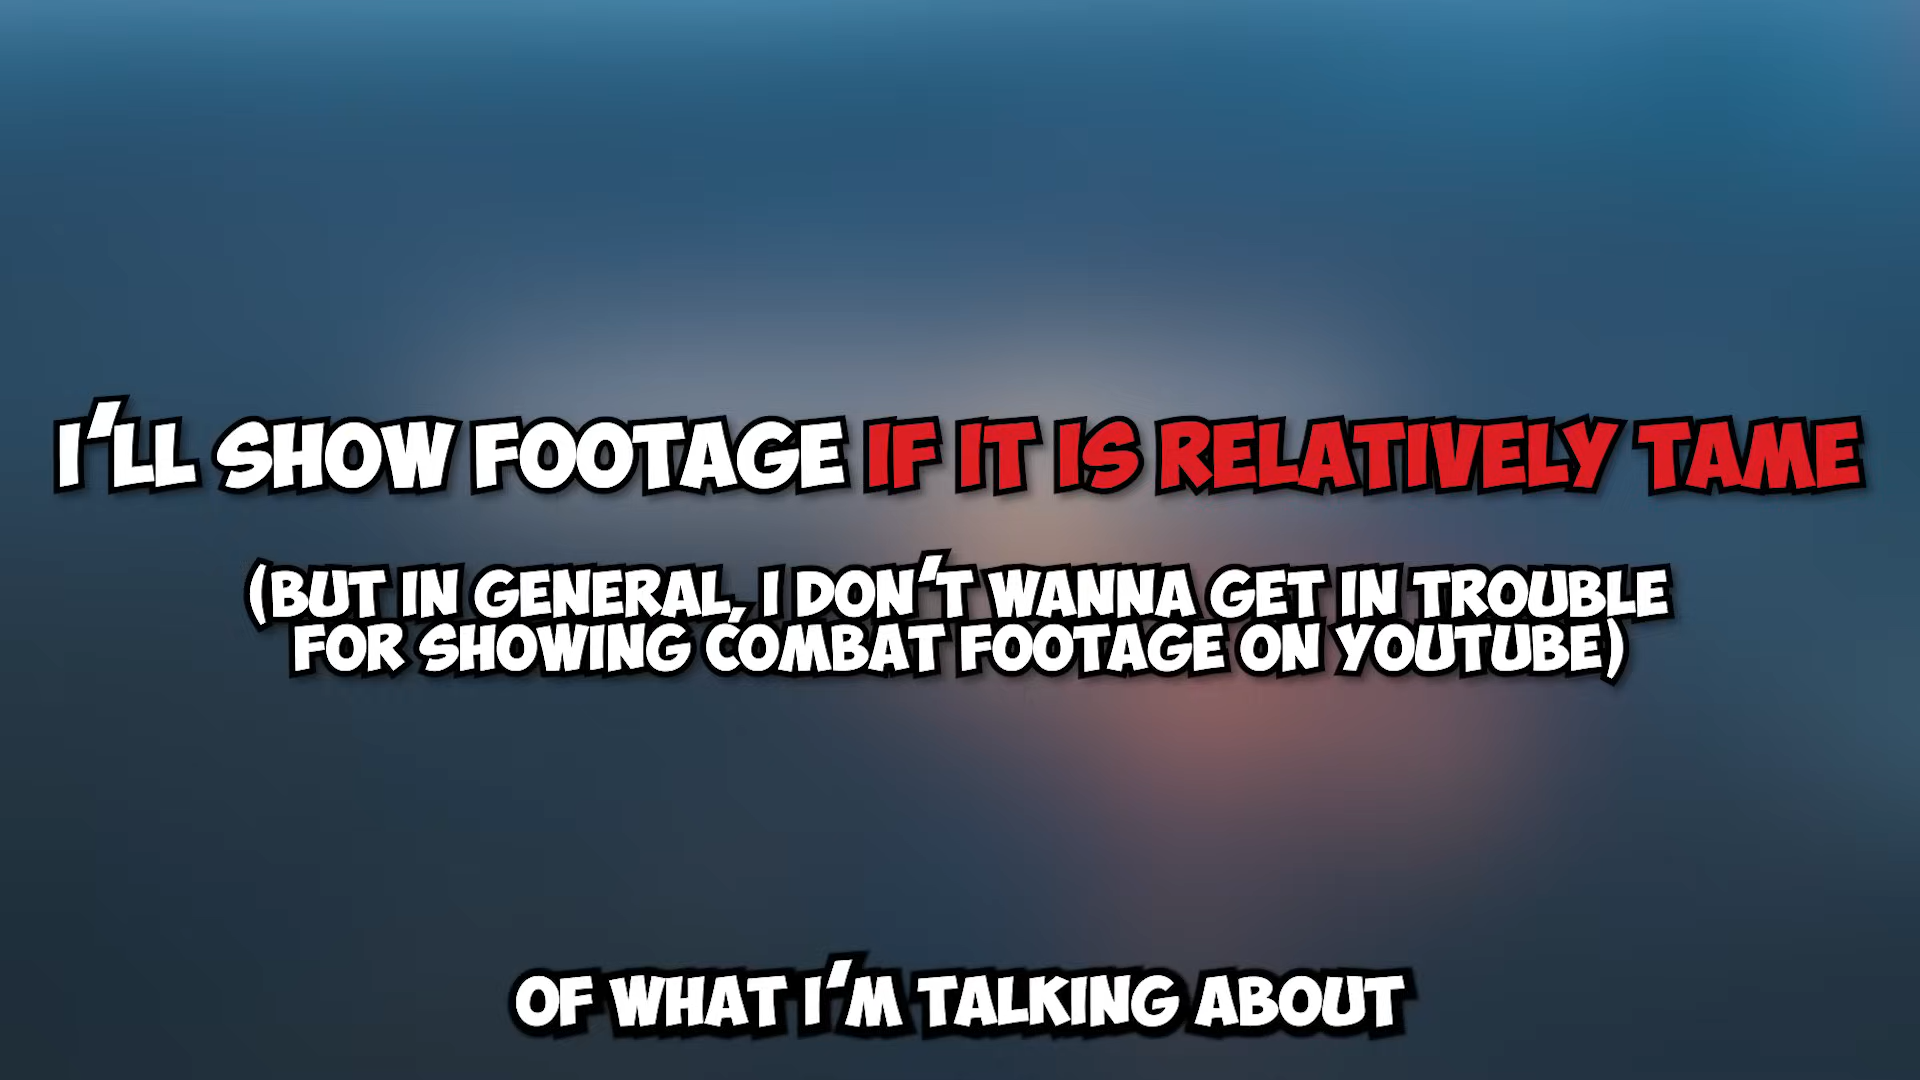 I'LL SHOW FOOTAGE IF IT IS RELATIVELY TAME
(BUT IN GENERAL, I DON'T WANNA GET IN TROUBLE
FOR SHOWING COMBAT FOOTAGE ON YOUTUBE)
OF WHAT I'M TALKING ABOUT